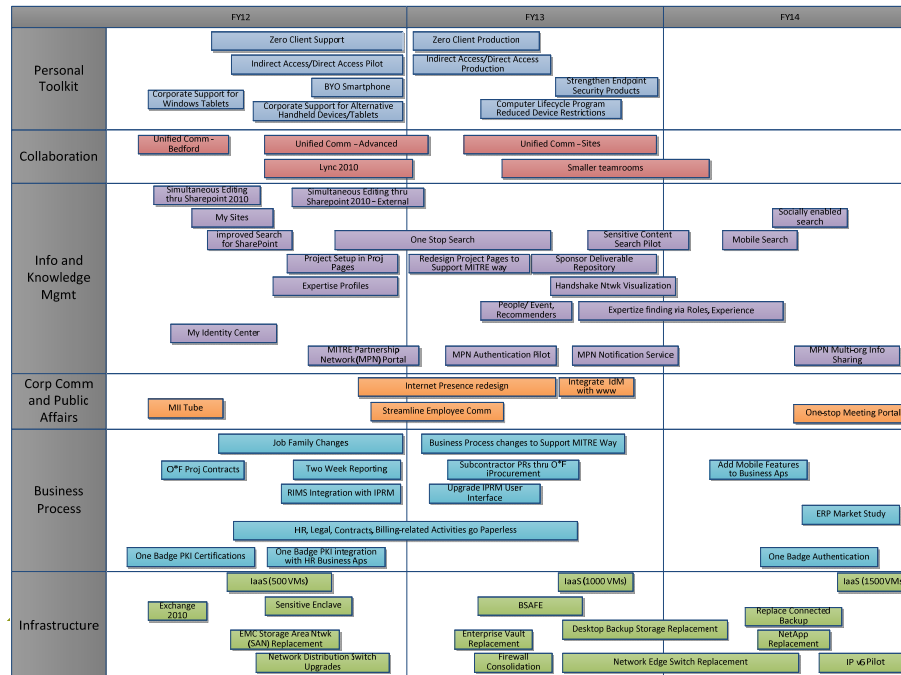 FY12
FY13
FY14
Personal
Toolkit
Zero Client Support
Zero Client Production
Indirect Access/Direct Access Pilot
Indirect Access/Direct Access
Production
BYO Smartphone
Strengthen Endpoint
Security Products
Corporate Support for
Windows Tablets
Corporate Support for Alternative
Handheld Devices/Tablets
Computer Lifecycle Program
Reduced Device Restrictions
Collaboration
Unified Comm -
Bedford
Unified Comm – Advanced
Unified Comm – Sites
Lync 2010
Smaller teamrooms
Info and
Knowledge
Mgmt
Simultaneous Editing
thru Sharepoint 2010
Simultaneous Editing thru
Sharepoint 2010 – External
My Sites
Socially enabled
search
improved Search
for SharePoint
One Stop Search
Sensitive Content
Search Pilot
Mobile Search
Project Setup in Proj
Pages
Redesign Project Pages to
Support MITRE way
Sponsor Deliverable
Repository
Expertise Profiles
Handshake Ntwk Visualization
People/ Event,
Recommenders
Expertize finding via Roles, Experience
My Identity Center
MITRE Partnership
Network (MPN) Portal
MPN Authentication Pilot
MPN Notification Service
MPN Multi-org Info
Sharing
Corp Comm
and Public
Affairs
Internet Presence redesign
Integrate IdM
with www
MII Tube
Streamline Employee Comm
One-stop Meeting Portal
Business
Process
Job Family Changes
Business Process changes to Support MITRE Way
O*F Proj Contracts
Two Week Reporting
Subcontractor PRs thru O*F
iProcurement
Add Mobile Features
to Business Aps
RIMS Integration with IPRM
Upgrade IPRM User
Interface
ERP Market Study
HR, Legal, Contracts, Billing-related Activities go Paperless
One Badge PKI Certifications
One Badge PKI integration
with HR Business Aps
One Badge Authentication
Infrastructure
IaaS (500 VMs)
IaaS (1000 VMs)
IaaS (1500 VMs)
Exchange
2010
Sensitive Enclave
BSAFE
Replace Connected
Backup
EMC Storage Area Ntwk
(SAN) Replacement
Enterprise Vault
Replacement
Desktop Backup Storage Replacement
NetApp
Replacement
Network Distribution Switch
Upgrades
Firewall
Consolidation
Network Edge Switch Replacement
IP v6 Pilot